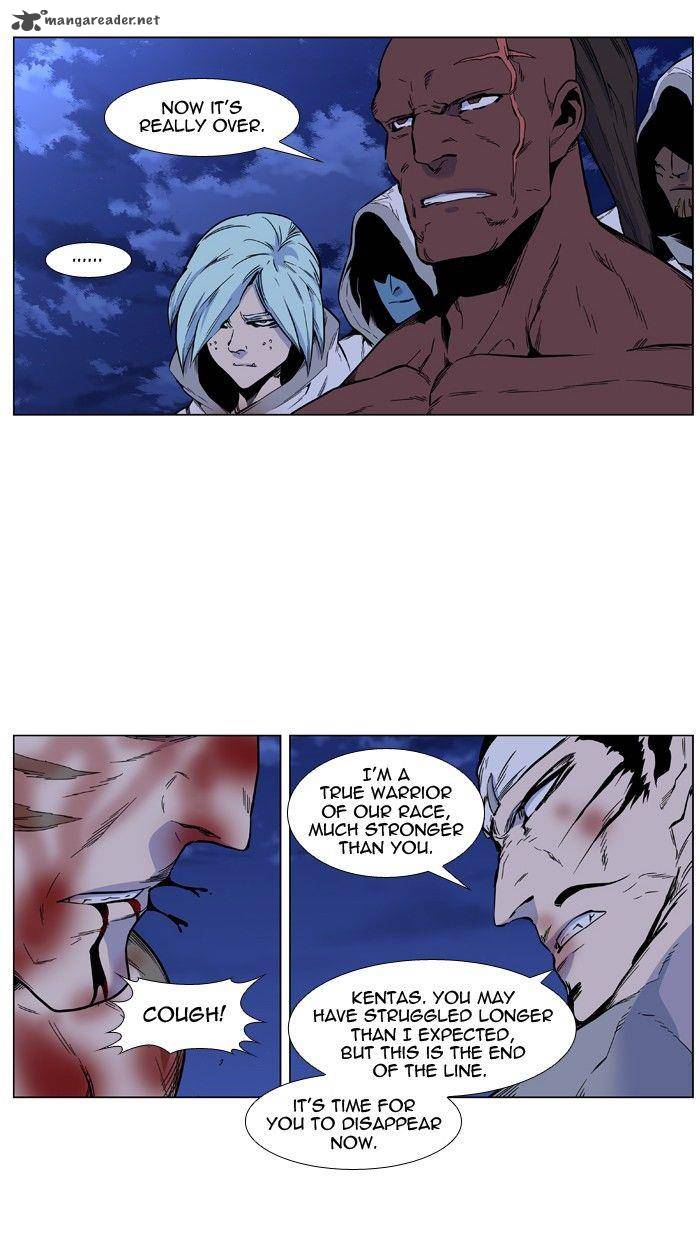 mangareader.net
NOW IT'S
REALLY OVER.
......
I'M A
TRUE WARRIOR
OF OUR RACE,
MUCH STRONGER
THAN YOU.
COUGH!
KENTAS. YOU MAY
HAVE STRUGGLED LONGER
THAN I EXPECTED,
BUT THIS IS THE END
OF THE LINE.
IT'S TIME FOR
YOU TO DISAPPEAR
NOW.